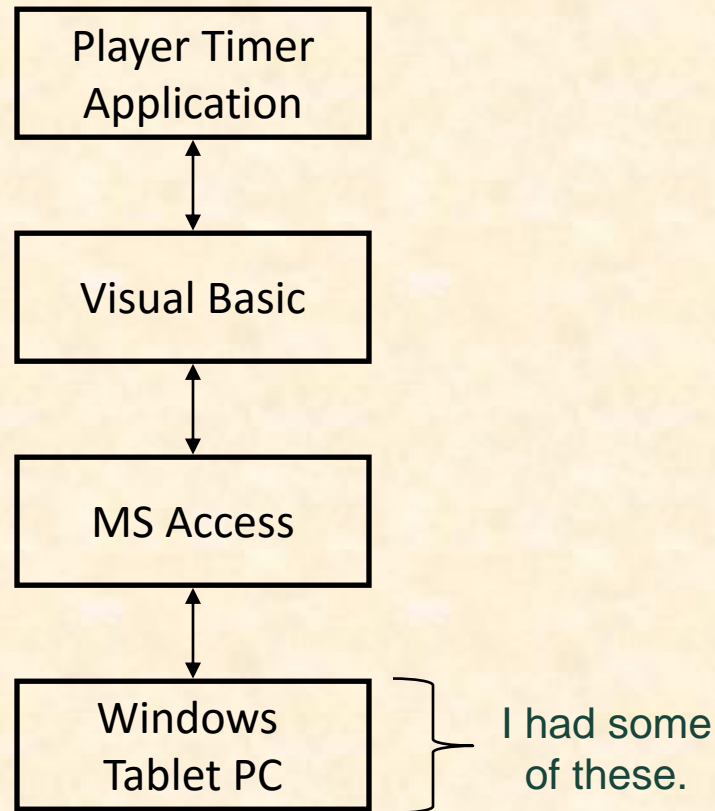 Player Timer
Application
Visual Basic
MS Access
Windows
Tablet PC
I had some
of these.